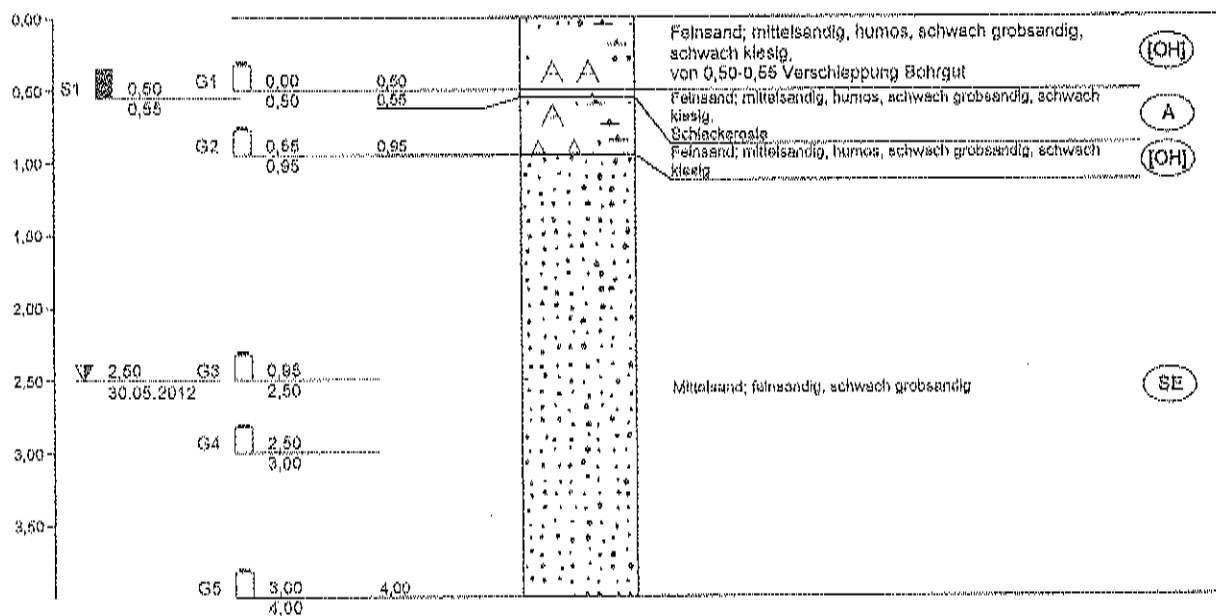 0,00
Feinsand; mittelsandig, humos, schwach grobsandig,
schwach kiesig,
von 0,50-0,55 Verschleppung Bohrgut
[OH]
S1 0,50
0,55
G1 0,00 0,50
0,50 0,55
0,50
Feinsand; mittelsandig, humos, schwach grobsandig, schwach
kiesig,
Schlackereste
A
G2 0,55 0,95
0,95
1,00
Feinsand; mittelsandig, humos, schwach grobsandig, schwach
kiesig
[OH]
1,50
2,00
2,50
2,50
30.05.2012
G3 0,95
2,50
Mittelsand; feinsandig, schwach grobsandig
SE
G4 2,50
3,00
3,00
3,50
G5 3,00 4,00
4,00